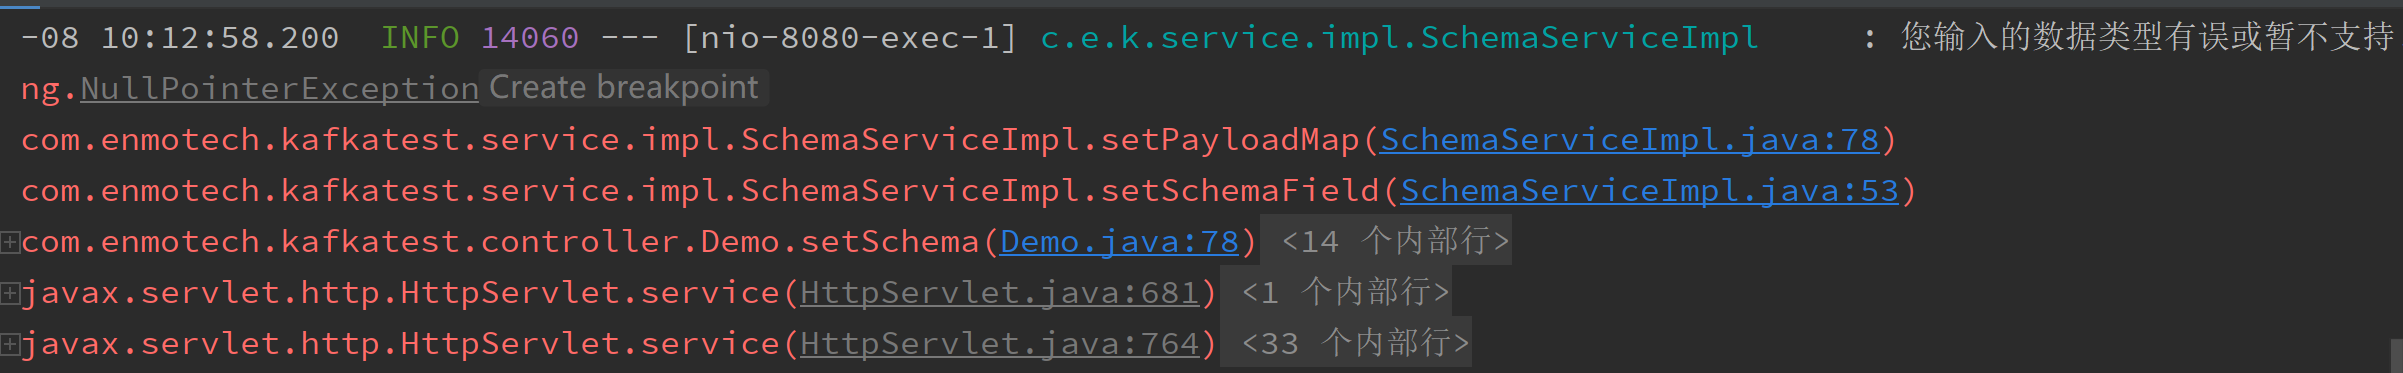 -08 10:12:58.200  INFO 14060 --- [nio-8080-exec-1] c.e.k.service.impl.SchemaServiceImpl     : 您输入的数据类型有误或暂不支持
ng.NullPointerException Create breakpoint
com.enmotech.kafkatest.service.impl.SchemaServiceImpl.setPayloadMap(SchemaServiceImpl.java:78)
com.enmotech.kafkatest.service.impl.SchemaServiceImpl.setSchemaField(SchemaServiceImpl.java:53)
com.enmotech.kafkatest.controller.Demo.setSchema(Demo.java:78) <14 个内部行>
javax.servlet.http.HttpServlet.service(HttpServlet.java:681) <1 个内部行>
javax.servlet.http.HttpServlet.service(HttpServlet.java:764) <33 个内部行>